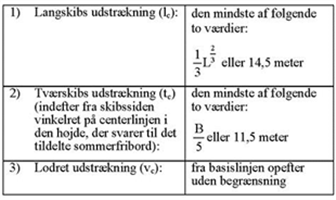 1) Langskibs udstrækning (lc):
den mindste af følgende
to værdier:
1/3 L^2/3 eller 14,5 meter
2) Tværskibs udstrækning (tc)
(indefter fra skibssiden
vinkelret på centerlinjen i
den højde, der svarer til det
tildelte sommerfribord):
den mindste af følgende
to værdier:
B/5 eller 11,5 meter
3) Lodret udstrækning (vc):
fra basislinjen opefter
uden begrænsning